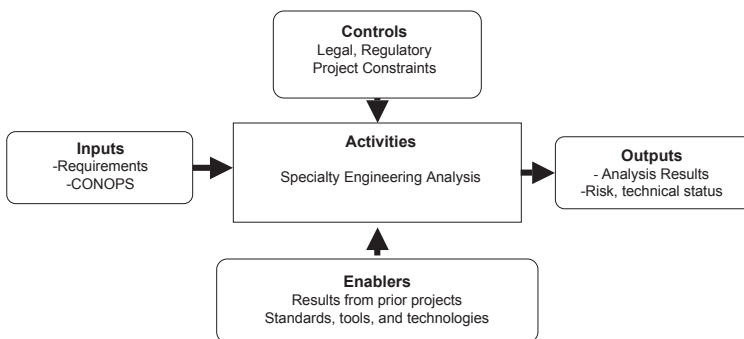 Controls
Legal, Regulatory
Project Constraints
Inputs
-Requirements
-CONOPS
Activities
Specialty Engineering Analysis
Outputs
- Analysis Results
-Risk, technical status
Enablers
Results from prior projects
Standards, tools, and technologies